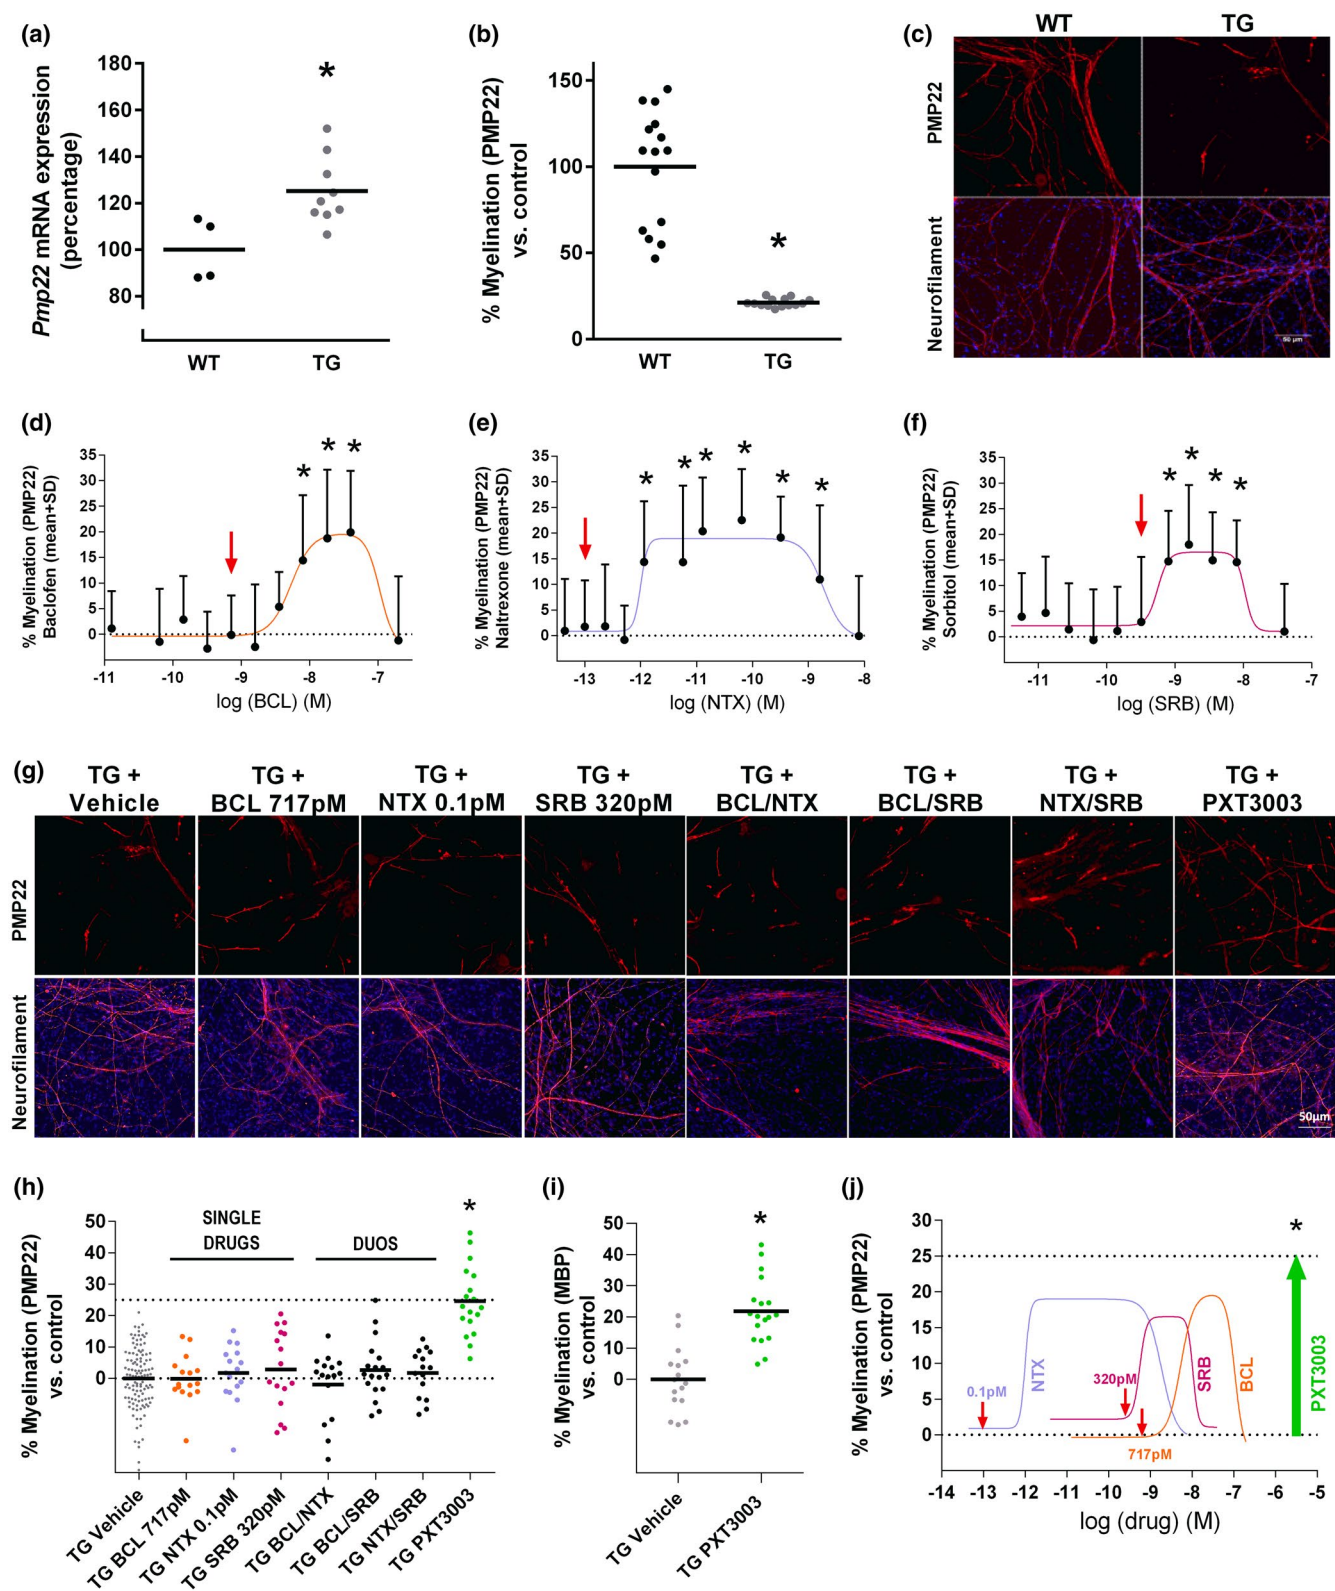 (a)
Pmp22 mRNA expression
(percentage)
180
160
140
120
100
80
*
WT
TG
(b)
% Myelination (PMP22)
vs. control
150
100
50
0
*
WT
TG
(c)
WT
TG
PMP22
Neurofilament
50 µm
(d)
% Myelination (PMP22)
Baclofen (mean+SD)
35
30
25
20
15
10
5
0
* * *
-11 -10 -9 -8 -7
log (BCL) (M)
(e)
% Myelination (PMP22)
Naltrexone (mean+SD)
35
30
25
20
15
10
5
0
* * * * * *
-13 -12 -11 -10 -9 -8
log (NTX) (M)
(f)
% Myelination (PMP22)
Sorbitol (mean+SD)
35
30
25
20
15
10
5
0
* * * *
-11 -10 -9 -8 -7
log (SRB) (M)
(g)
TG +
Vehicle
TG +
BCL 717pM
TG +
NTX 0.1pM
TG +
SRB 320pM
TG +
BCL/NTX
TG +
BCL/SRB
TG +
NTX/SRB
TG +
PXT3003
PMP22
Neurofilament
50µm
(h)
% Myelination (PMP22)
vs. control
50
40
30
20
10
0
SINGLE
DRUGS
DUOS
*
TG Vehicle
TG BCL 717pM
TG NTX 0.1pM
TG SRB 320pM
TG BCL/NTX
TG BCL/SRB
TG NTX/SRB
TG PXT3003
(i)
% Myelination (MBP)
vs. control
50
40
30
20
10
0
*
TG Vehicle
TG PXT3003
(j)
% Myelination (PMP22)
vs. control
30
25
20
15
10
5
0
*
0.1pM
NTX
320pM
717pM
SRB
BCL
PXT3003
-14 -13 -12 -11 -10 -9 -8 -7 -6 -5
log (drug) (M)